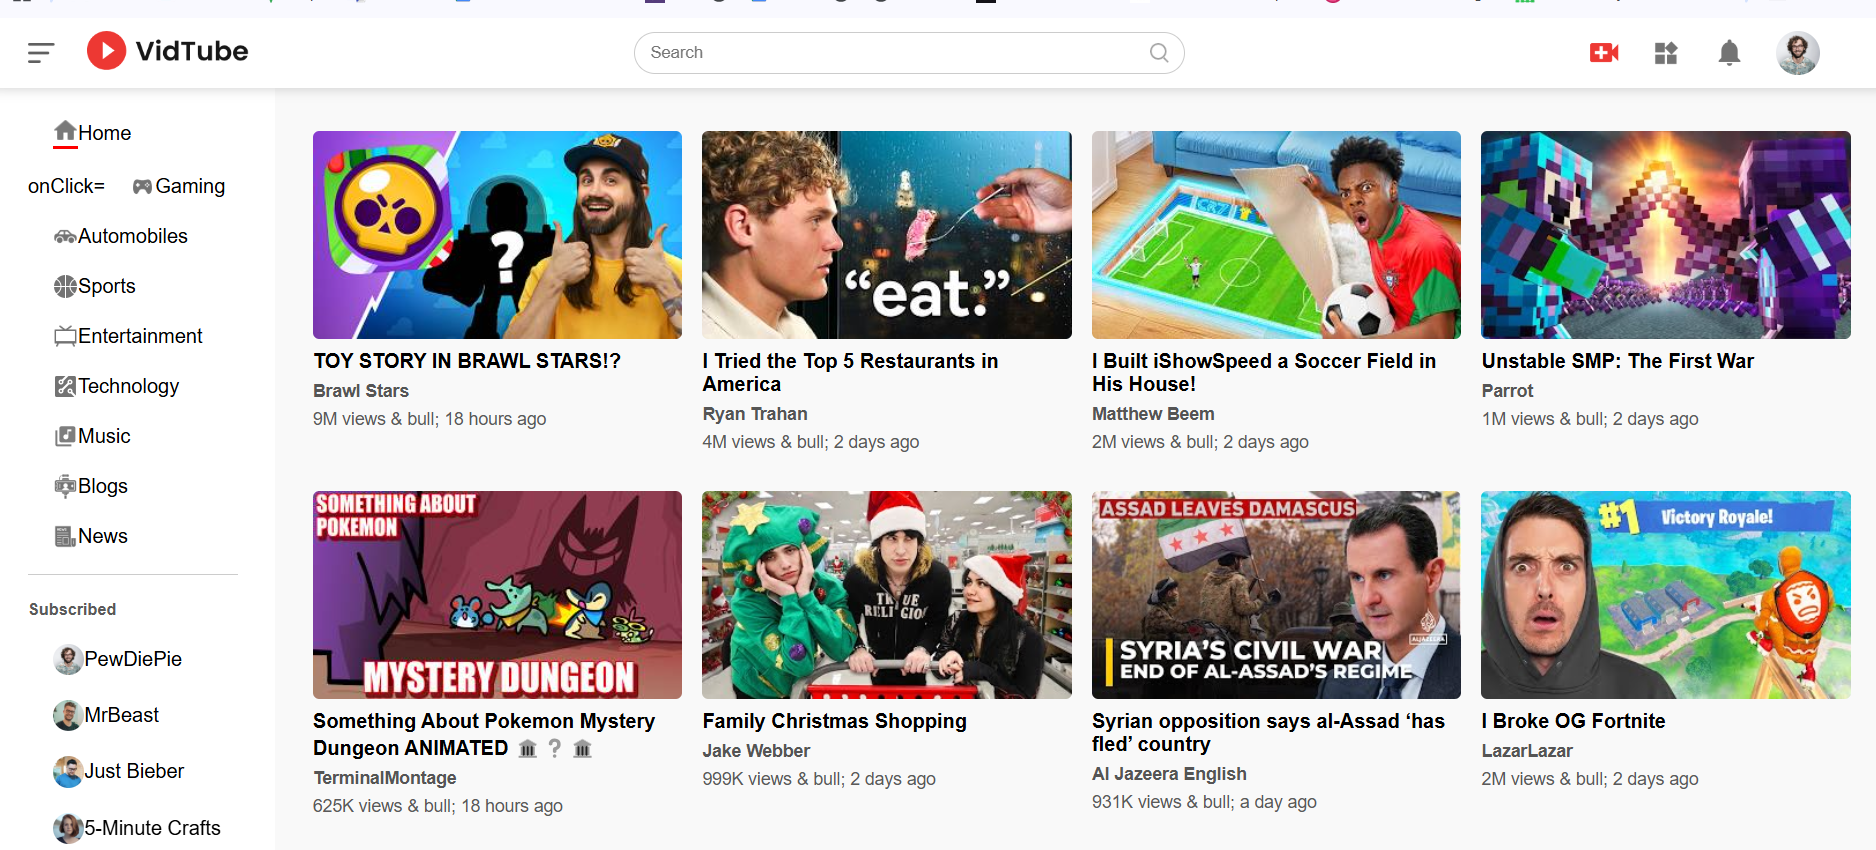 VidTube
Search
Home
onClick= Gaming
Automobiles
Sports
Entertainment
Technology
Music
Blogs
News
Subscribed
PewDiePie
MrBeast
Just Bieber
5-Minute Crafts
?
"eat."
CR7
TOY STORY IN BRAWL STARS!?
Brawl Stars
9M views & bull; 18 hours ago
I Tried the Top 5 Restaurants in
America
Ryan Trahan
4M views & bull; 2 days ago
I Built iShowSpeed a Soccer Field in
His House!
Matthew Beem
2M views & bull; 2 days ago
Unstable SMP: The First War
Parrot
1M views & bull; 2 days ago
SOMETHING ABOUT
POKEMON
MYSTERY DUNGEON
TRUE
RELIGION
ASSAD LEAVES DAMASCUS
ALJAZEERA
SYRIA'S CIVIL WAR
END OF AL-ASSAD'S REGIME
#1 Victory Royale!
Something About Pokemon Mystery
Dungeon ANIMATED 🏛️ ❓ 🏛️
TerminalMontage
625K views & bull; 18 hours ago
Family Christmas Shopping
Jake Webber
999K views & bull; 2 days ago
Syrian opposition says al-Assad ‘has
fled’ country
Al Jazeera English
931K views & bull; a day ago
I Broke OG Fortnite
LazarLazar
2M views & bull; 2 days ago